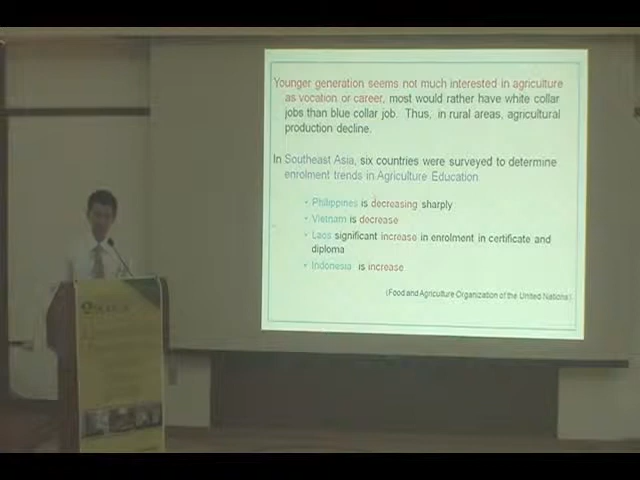 Younger generation seems not much interested in agriculture
as vocation or career, most would rather have white collar
jobs than blue collar job. Thus, in rural areas, agricultural
production decline.
In Southeast Asia, six countries were surveyed to determine
enrolment trends in Agriculture Education
• Philippines is decreasing sharply
• Vietnam is decrease
• Laos significant increase in enrolment in certificate and
diploma
• Indonesia is increase
(Food and Agriculture Organization of the United Nations)